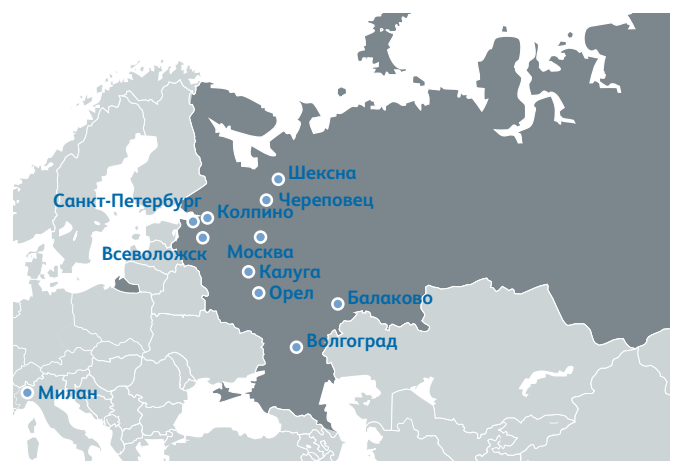 Шексна
Череповец
Санкт-Петербург
Колпино
Всеволожск
Москва
Калуга
Орел
Балаково
Волгоград
Милан